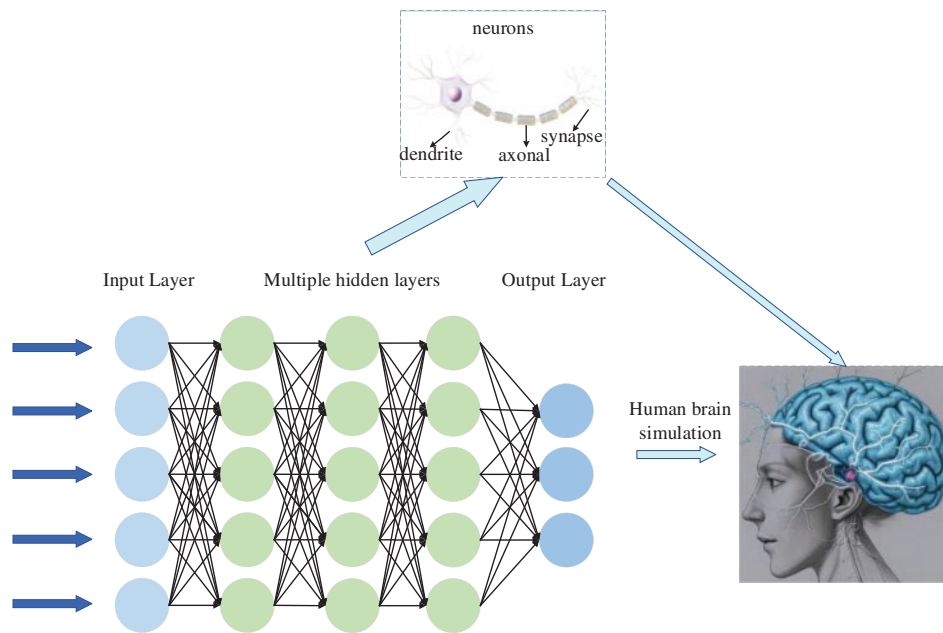 neurons
dendrite
axonal
synapse
Input Layer
Multiple hidden layers
Output Layer
Human brain
simulation